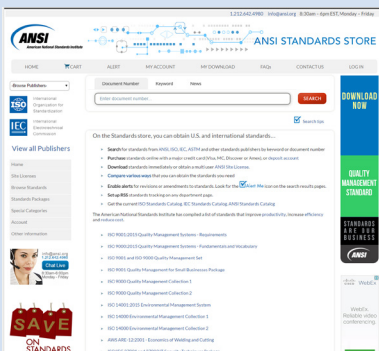 1.212.642.4980 info@ansi.org 8:30am - 6pm EST, Monday - Friday
ANSI
American National Standards Institute
ANSI STANDARDS STORE
HOME
CART
ALERT
MY ACCOUNT
MY DOWNLOAD
FAQs
CONTACT US
LOG IN
Browse Publishers:
ISO
International
Organization for
Standardization
IEC
International
Electrotechnical
Commission
View all Publishers
Home
Site Licenses
Browse Standards
Standards Packages
Special Categories
Account
Other Information
info@ansi.org
1.212.642.4980
Chat Live
8:30am-6:00pm
Monday - Friday
SAVE
ON
STANDARDS
Document Number
Keyword
News
Enter document number...
SEARCH
Search tips
On the Standards store, you can obtain U.S. and international standards...
Search for standards from ANSI, ISO, IEC, ASTM and other standards publishers by keyword or document number
Purchase standards online with a major credit card (Visa, MC, Discover or Amex), or deposit account
Download standards immediately or obtain a multi-user ANSI Site License.
Compare various ways that you can obtain the standards you need
Enable alerts for revisions or amendments to standards. Look for the Alert Me icon on the search results pages.
Set up RSS standards tracking on any department page.
Get the current ISO Standards Catalog, IEC Standards Catalog, ANSI Standards Catalog
The American National Standards Institute has compiled a list of standards that improve productivity, increase efficiency
and reduce cost.
ISO 9001:2015 Quality Management Systems - Requirements
ISO 9000:2015 Quality Management Systems - Fundamentals and Vocabulary
ISO 9001 and ISO 9000 Quality Management Set
ISO 9001 Quality Management for Small Businesses Package
ISO 9000 Quality Management Collection 1
ISO 9000 Quality Management Collection 2
ISO 14001:2015 Environmental Management System
ISO 14000 Environmental Management Collection 1
ISO 14000 Environmental Management Collection 2
AWS ARE-12:2001 - Economics of Welding and Cutting
DOWNLOAD
NOW
QUALITY
MANAGEMENT
STANDARD
STANDARDS
ARE OUR
BUSINESS
ANSI
WebEx
WebEx:
Reliable video
conferencing.